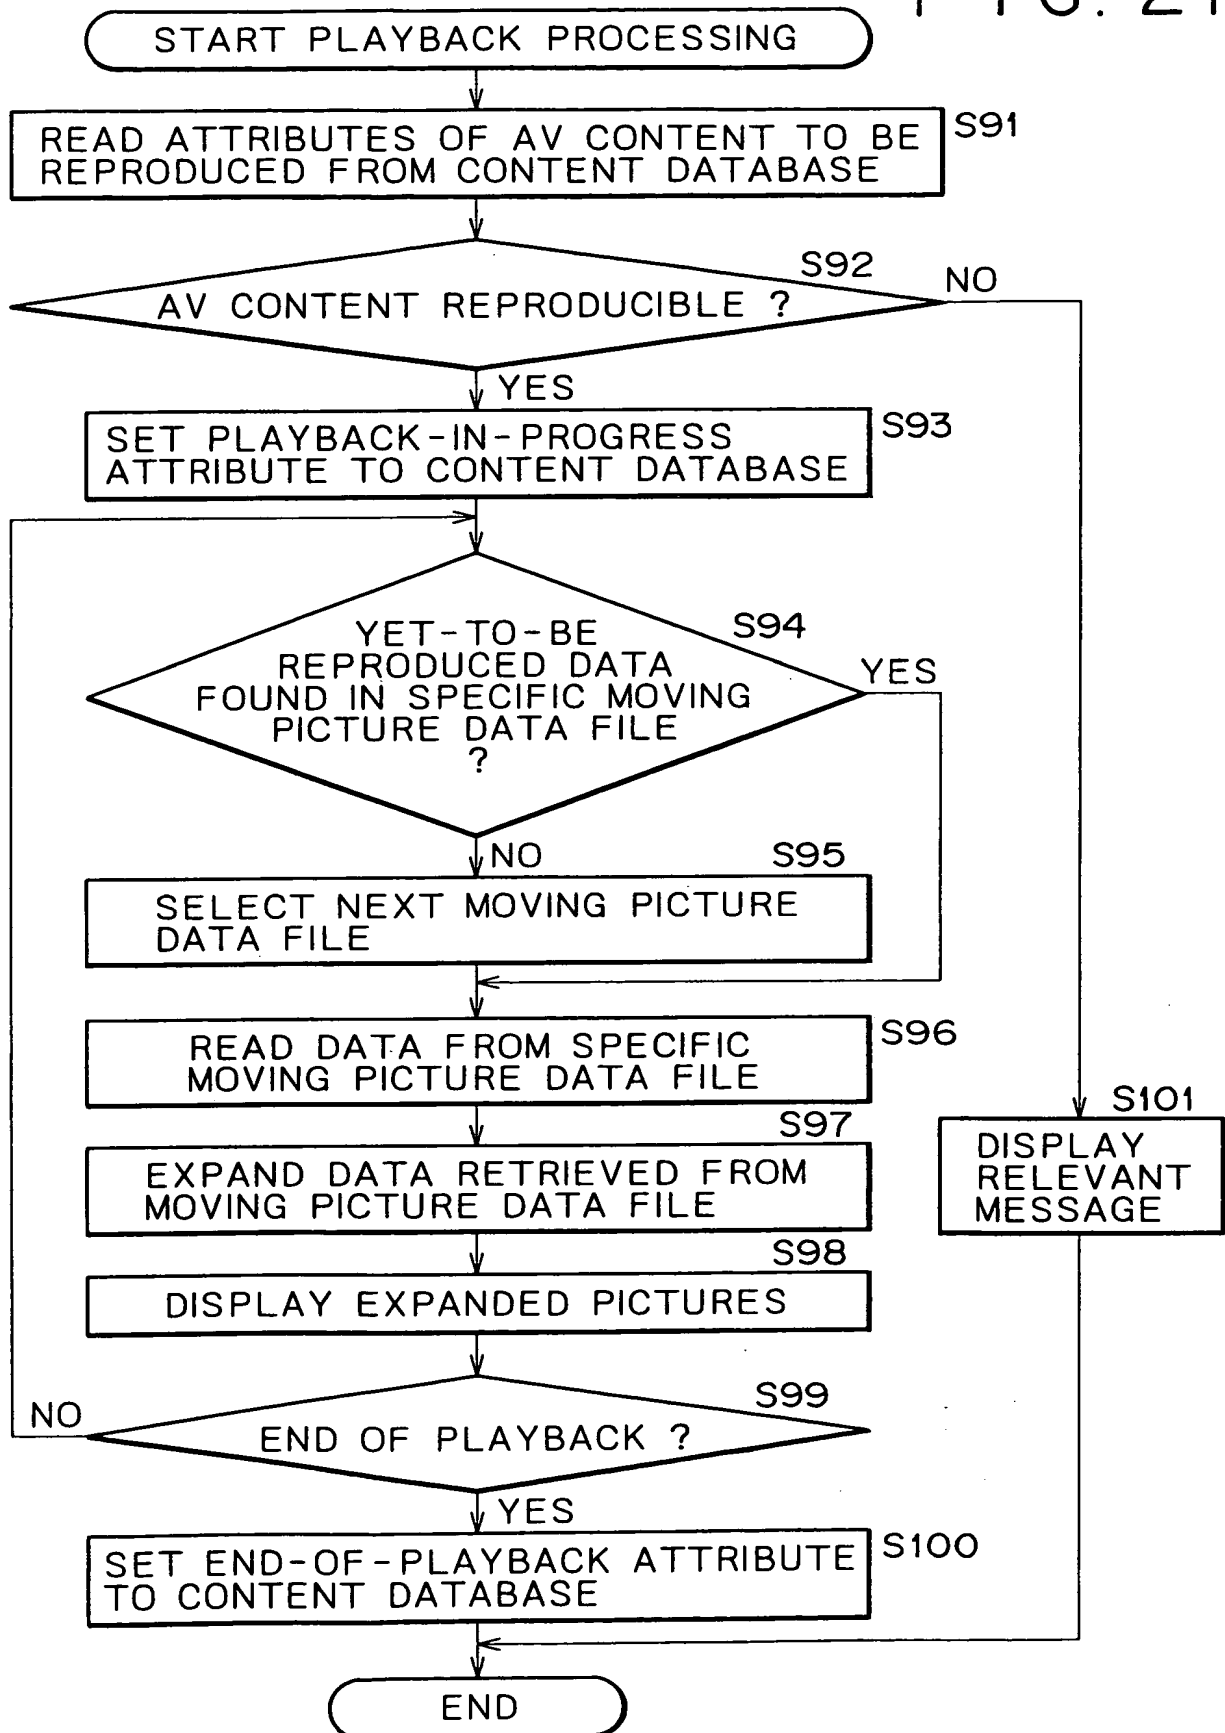 FIG. 21
START PLAYBACK PROCESSING
READ ATTRIBUTES OF AV CONTENT TO BE
REPRODUCED FROM CONTENT DATABASE
S91
S92
AV CONTENT REPRODUCIBLE ?
NO
YES
SET PLAYBACK-IN-PROGRESS
ATTRIBUTE TO CONTENT DATABASE
S93
S94
YET-TO-BE
REPRODUCED DATA
FOUND IN SPECIFIC MOVING
PICTURE DATA FILE
?
YES
NO
S95
SELECT NEXT MOVING PICTURE
DATA FILE
READ DATA FROM SPECIFIC
MOVING PICTURE DATA FILE
S96
S97
EXPAND DATA RETRIEVED FROM
MOVING PICTURE DATA FILE
S101
DISPLAY
RELEVANT
MESSAGE
S98
DISPLAY EXPANDED PICTURES
S99
END OF PLAYBACK ?
NO
YES
SET END-OF-PLAYBACK ATTRIBUTE
TO CONTENT DATABASE
S100
END